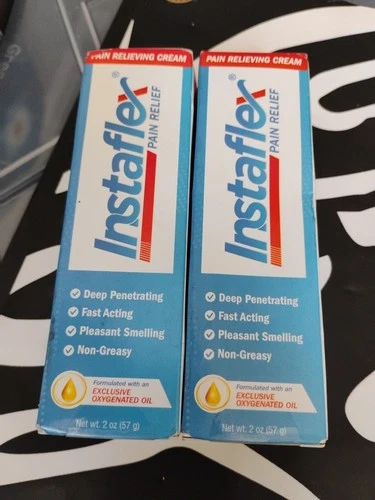 PAIN RELIEVING CREAM
Instaflex®
PAIN RELIEF
Deep Penetrating
Fast Acting
Pleasant Smelling
Non-Greasy
Formulated with an
EXCLUSIVE
OXYGENATED OIL
Net wt. 2 oz (57 g)
PAIN RELIEVING CREAM
Instaflex®
PAIN RELIEF
Deep Penetrating
Fast Acting
Pleasant Smelling
Non-Greasy
Formulated with an
EXCLUSIVE
OXYGENATED OIL
Net wt. 2 oz (57 g)